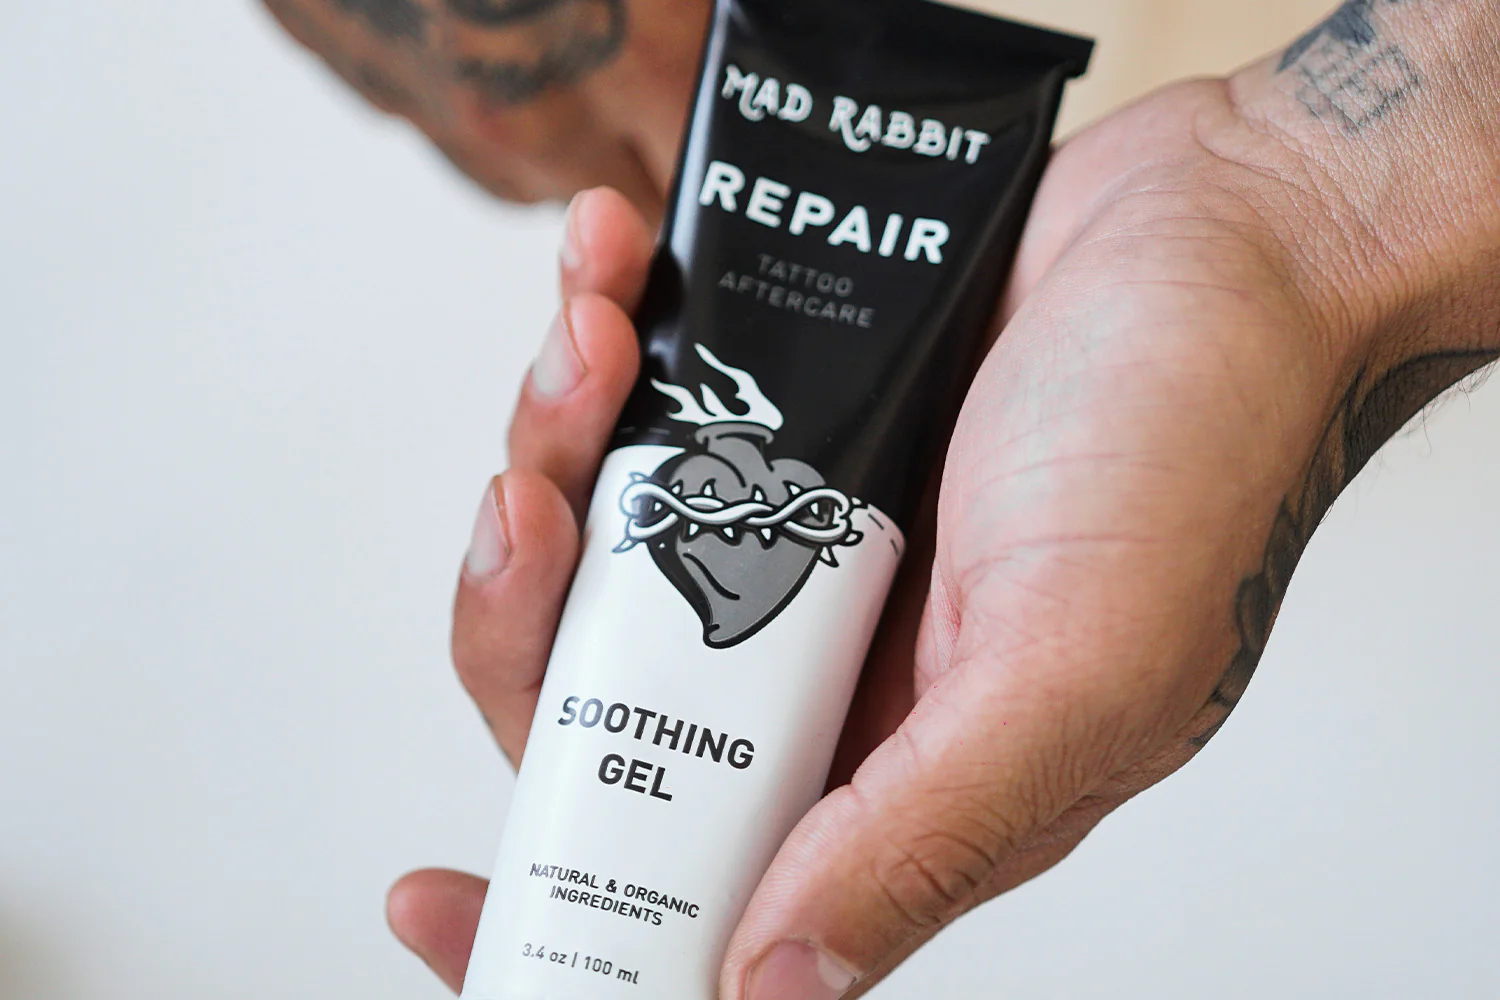 MAD RABBIT
REPAIR
TATTOO
AFTERCARE
SOOTHING
GEL
NATURAL & ORGANIC
INGREDIENTS
3.4 oz | 100 ml